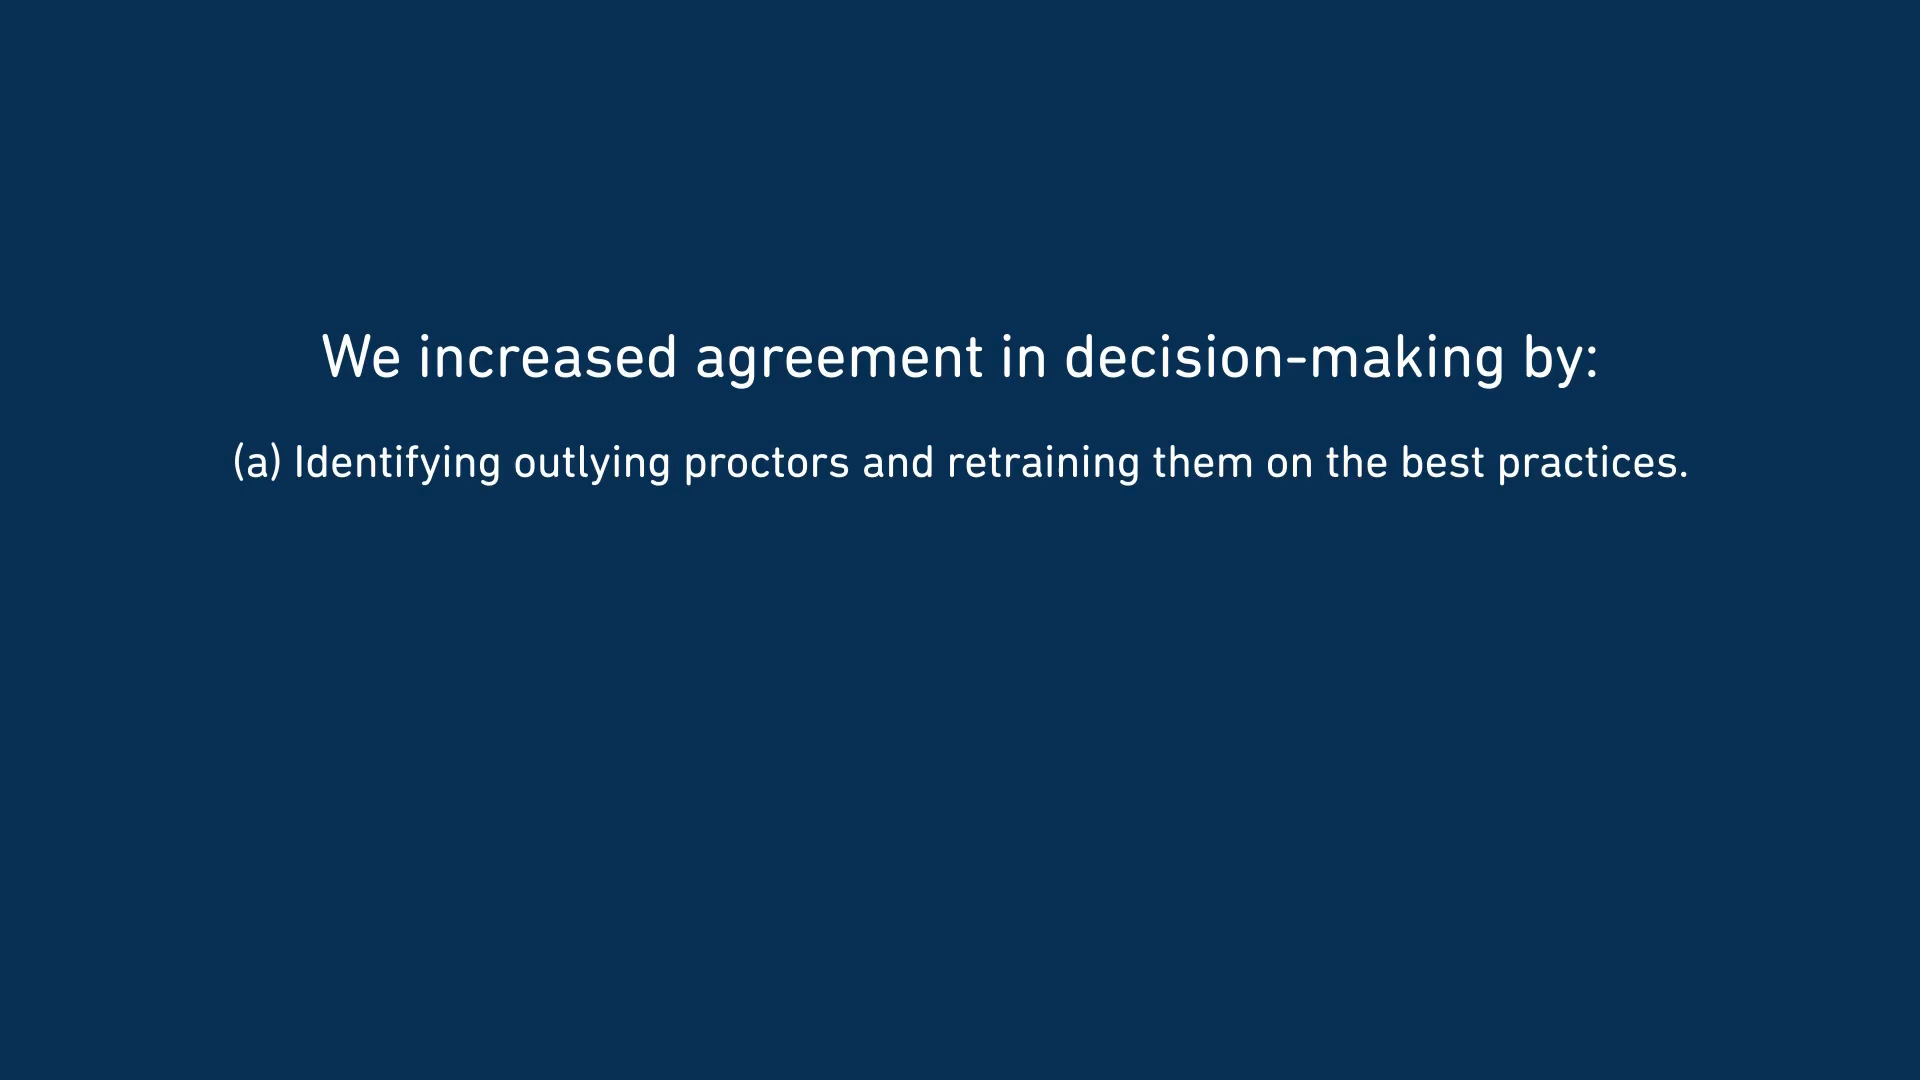 We increased agreement in decision-making by:
(a) Identifying outlying proctors and retraining them on the best practices.